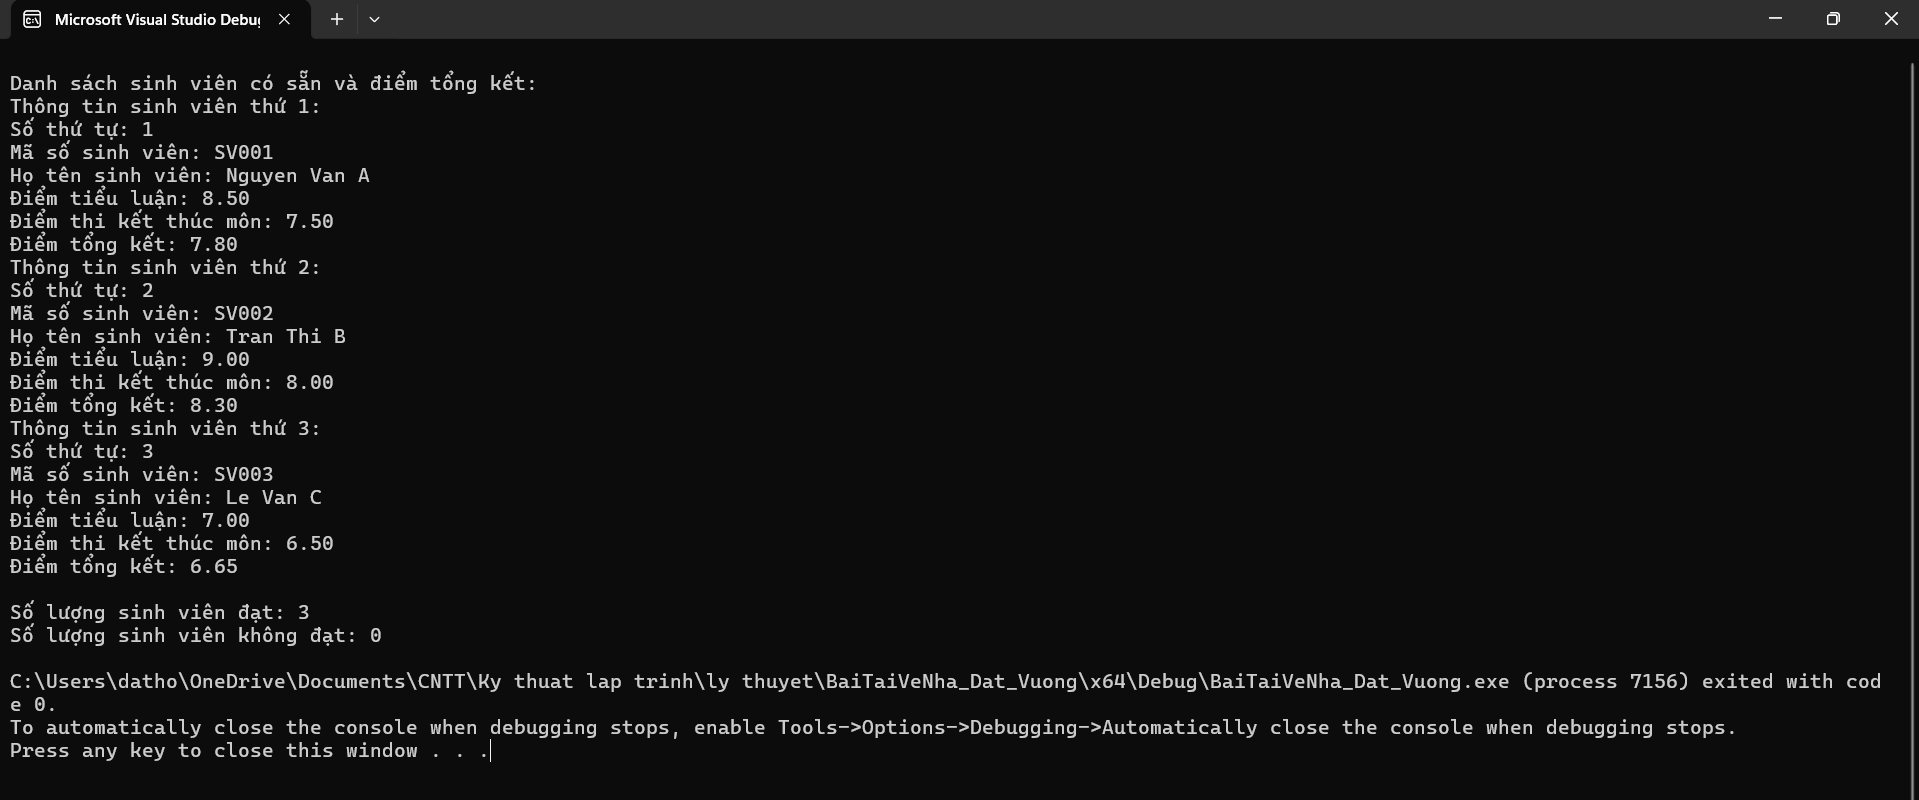 Microsoft Visual Studio Debug
Danh sách sinh viên có sẵn và điểm tổng kết:
Thông tin sinh viên thứ 1:
Số thứ tự: 1
Mã số sinh viên: SV001
Họ tên sinh viên: Nguyen Van A
Điểm tiểu luận: 8.50
Điểm thi kết thúc môn: 7.50
Điểm tổng kết: 7.80
Thông tin sinh viên thứ 2:
Số thứ tự: 2
Mã số sinh viên: SV002
Họ tên sinh viên: Tran Thi B
Điểm tiểu luận: 9.00
Điểm thi kết thúc môn: 8.00
Điểm tổng kết: 8.30
Thông tin sinh viên thứ 3:
Số thứ tự: 3
Mã số sinh viên: SV003
Họ tên sinh viên: Le Van C
Điểm tiểu luận: 7.00
Điểm thi kết thúc môn: 6.50
Điểm tổng kết: 6.65
Số lượng sinh viên đạt: 3
Số lượng sinh viên không đạt: 0
C:\Users\datho\OneDrive\Documents\CNTT\Ky thuat lap trinh\ly thuyet\BaiTaiVeNha_Dat_Vuong\x64\Debug\BaiTaiVeNha_Dat_Vuong.exe (process 7156) exited with cod
e 0.
To automatically close the console when debugging stops, enable Tools->Options->Debugging->Automatically close the console when debugging stops.
Press any key to close this window . . .